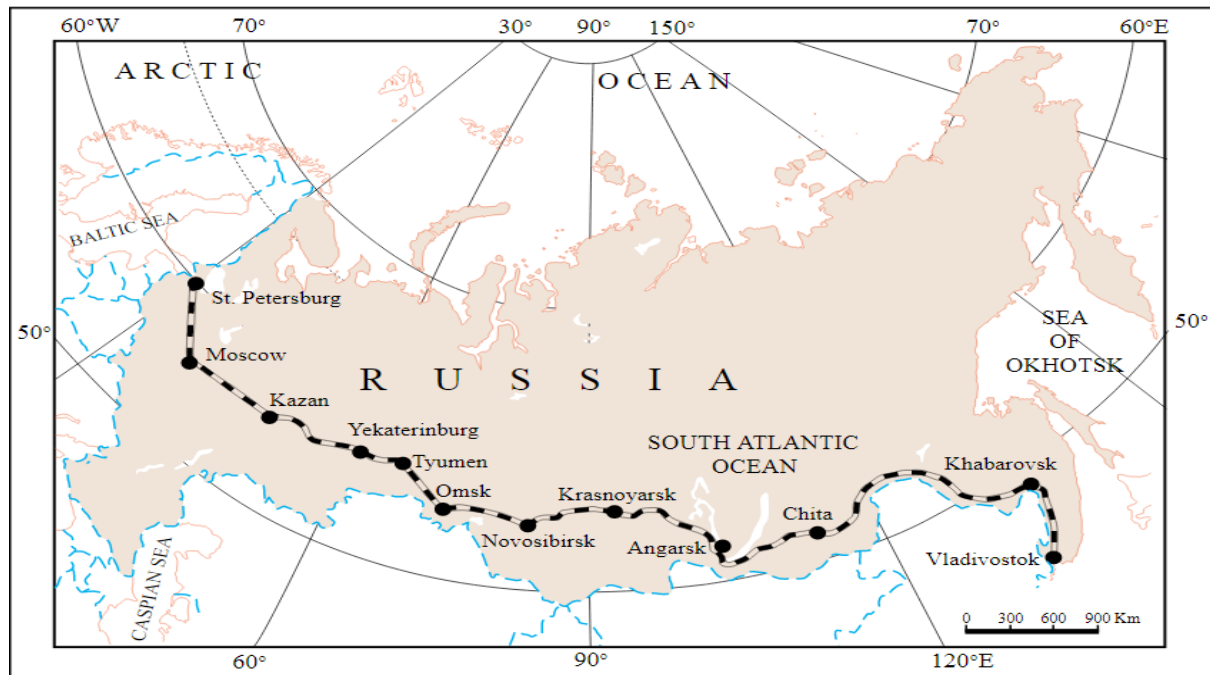 60°W 70° 30° 90° 150° 70° 60°E
ARCTIC
OCEAN
BALTIC SEA
St. Petersburg
50°
50°
SEA
OF
OKHOTSK
Moscow
RUSSIA
Kazan
Yekaterinburg
Tyumen
SOUTH ATLANTIC
OCEAN
Khabarovsk
Omsk
Krasnoyarsk
Chita
Novosibirsk
Angarsk
Vladivostok
CASPIAN SEA
0 300 600 900 Km
60° 90° 120°E